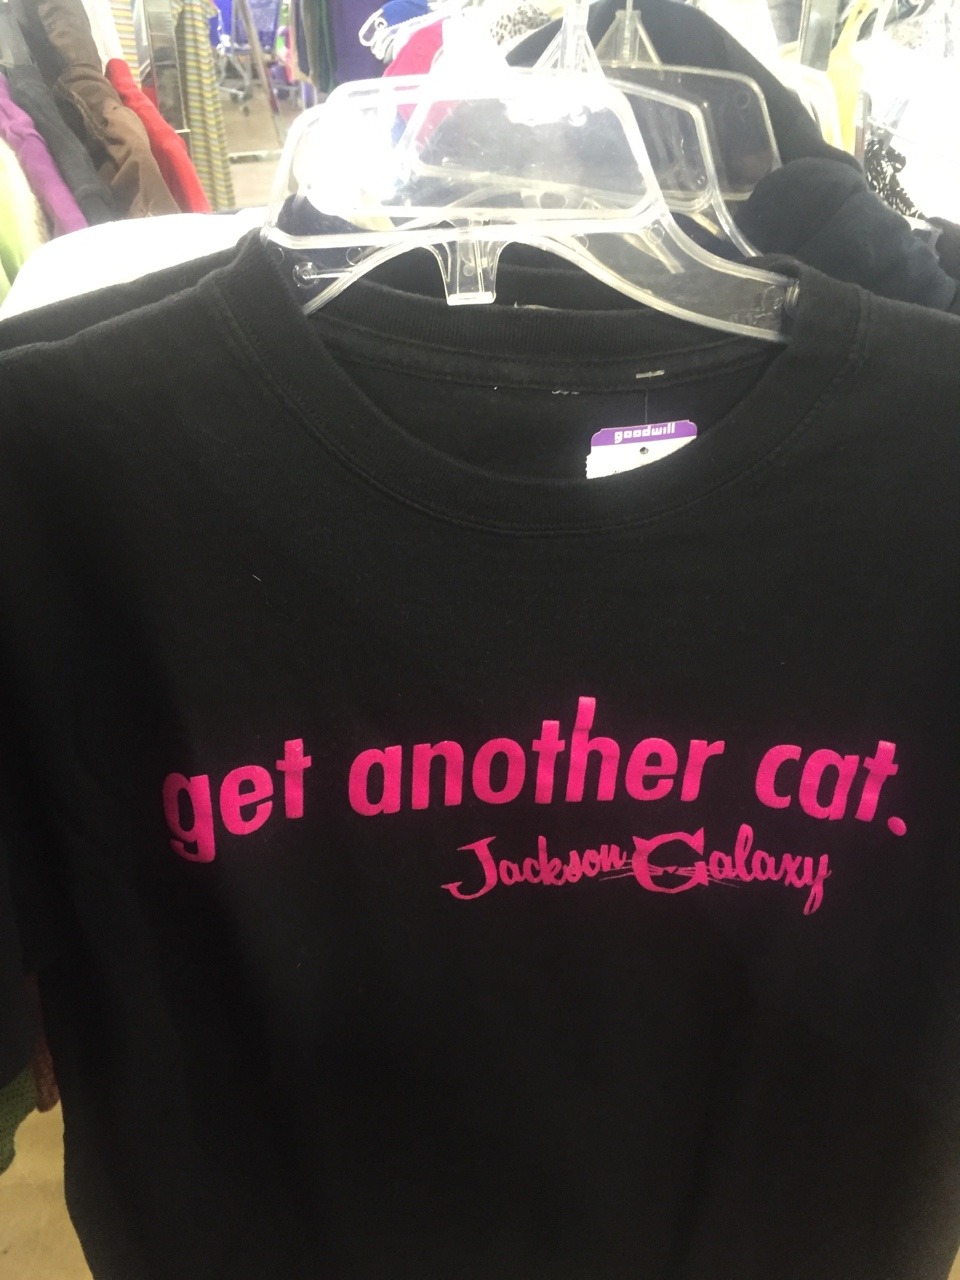 goodwill
get another cat.
Jackson Galaxy